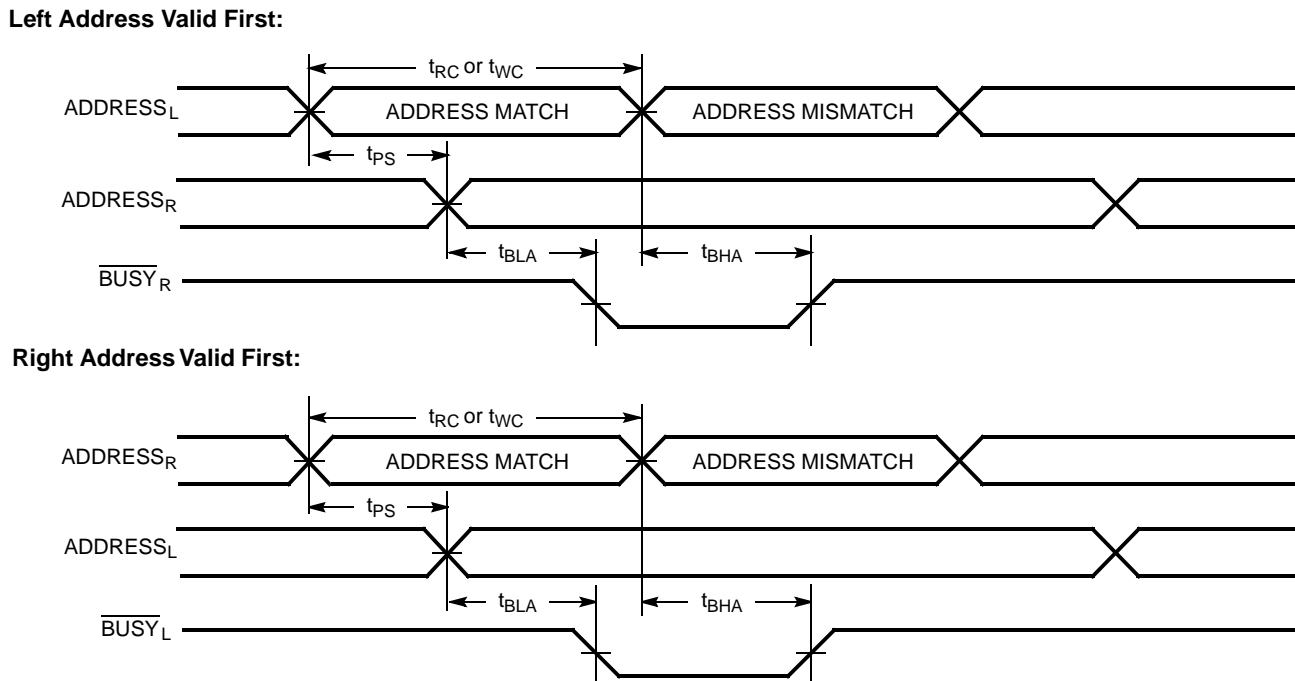 Left Address Valid First:
tRC or tWC
ADDRESSL
ADDRESS MATCH
ADDRESS MISMATCH
tPS
ADDRESSR
tBLA
tBHA
BUSYR
Right Address Valid First:
tRC or tWC
ADDRESSR
ADDRESS MATCH
ADDRESS MISMATCH
tPS
ADDRESSL
tBLA
tBHA
BUSYL